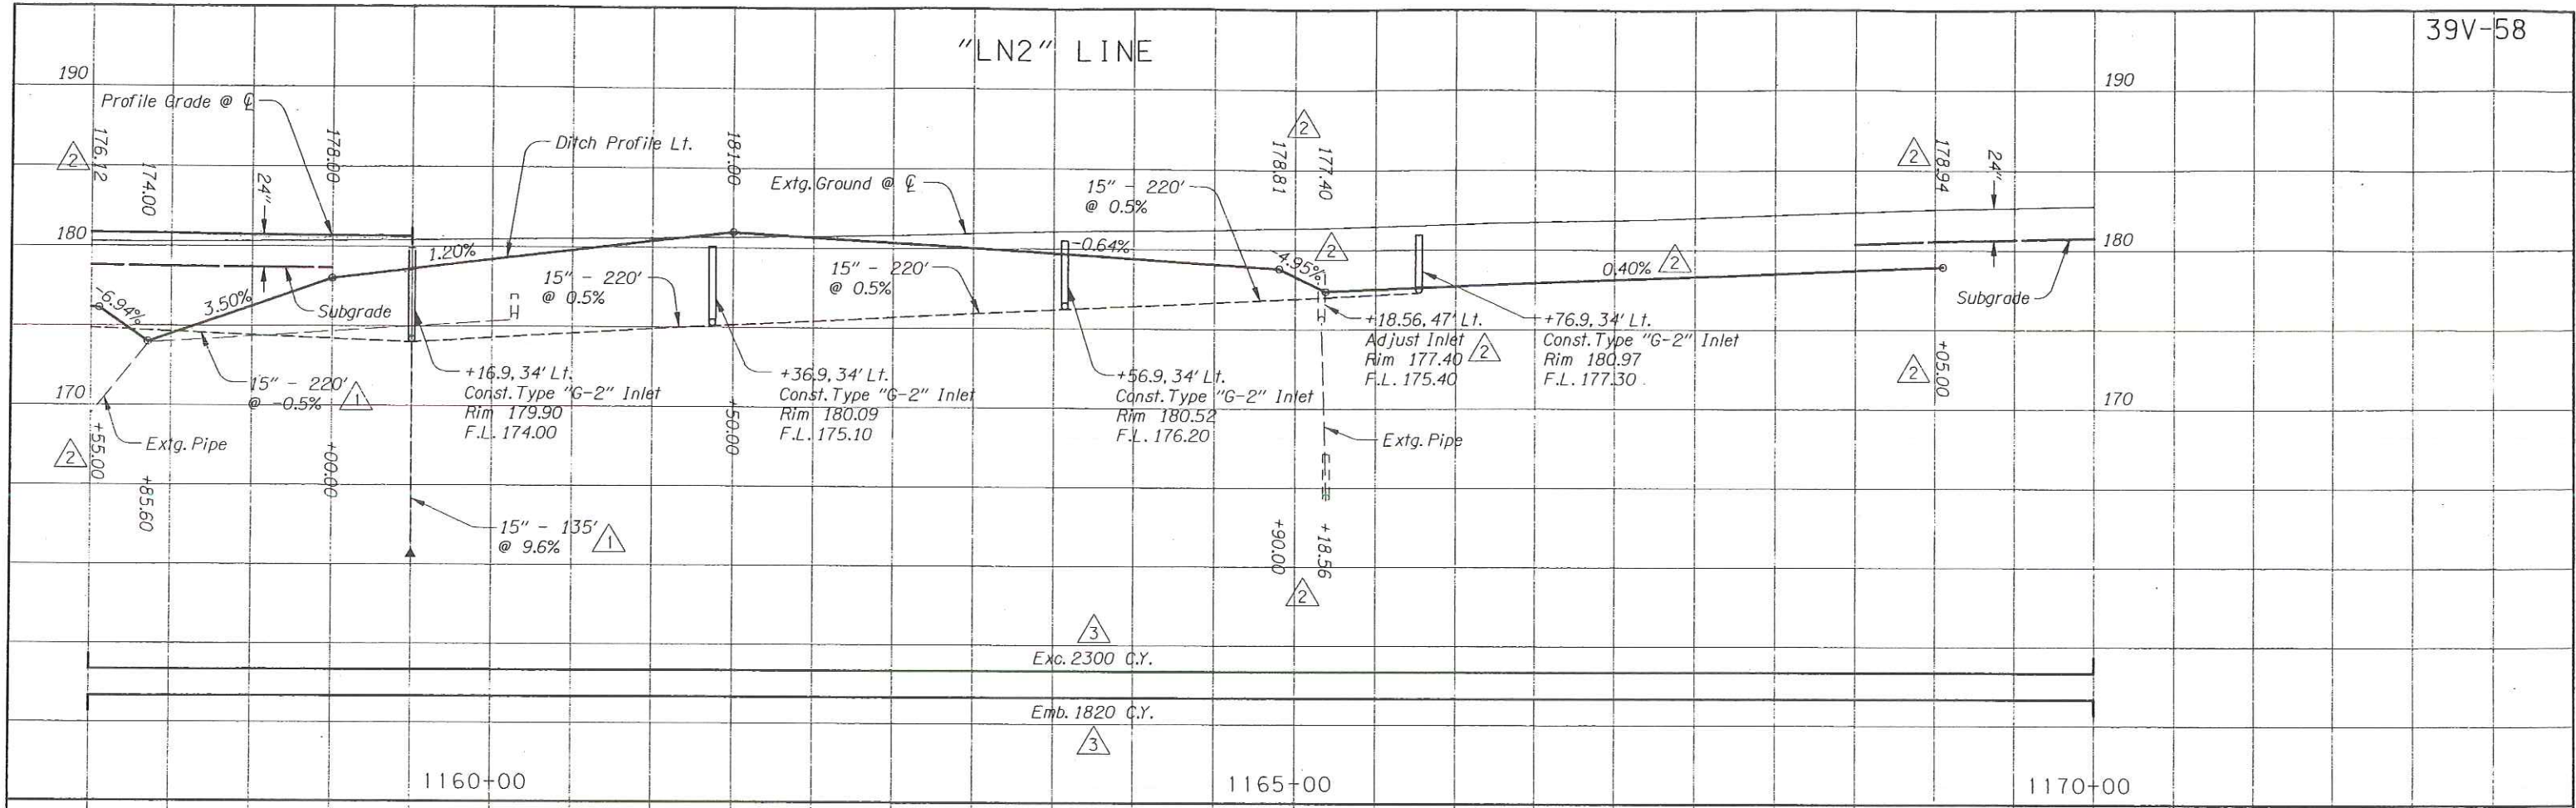 39V-58
"LN2" LINE
190
190
Profile Grade @ ℄
2
176.12
174.00
24"
178.00
Ditch Profile Lt.
181.00
Extg. Ground @ ℄
15" - 220'
@ 0.5%
2
178.81
177.40
2
178.94
24"
180
180
1.20%
-0.64%
2
-4.95%
0.40%
2
15" - 220'
@ 0.5%
15" - 220'
@ 0.5%
-6.94%
3.50%
Subgrade
Subgrade
15" - 220'
@ -0.5%
1
+16.9, 34' Lt.
Const. Type "G-2" Inlet
Rim 179.90
F.L. 174.00
+36.9, 34' Lt.
Const. Type "G-2" Inlet
Rim 180.09
F.L. 175.10
+56.9, 34' Lt.
Const. Type "G-2" Inlet
Rim 180.52
F.L. 176.20
+18.56, 47' Lt.
Adjust Inlet
2
Rim 177.40
F.L. 175.40
+76.9, 34' Lt.
Const. Type "G-2" Inlet
Rim 180.97
F.L. 177.30
2
+05.00
170
170
Extg. Pipe
Extg. Pipe
2
+55.00
+85.60
+00.00
+50.00
15" - 135'
@ 9.6%
1
+90.00
+18.56
2
3
Exc. 2300 C.Y.
Emb. 1820 C.Y.
3
1160+00
1165+00
1170+00